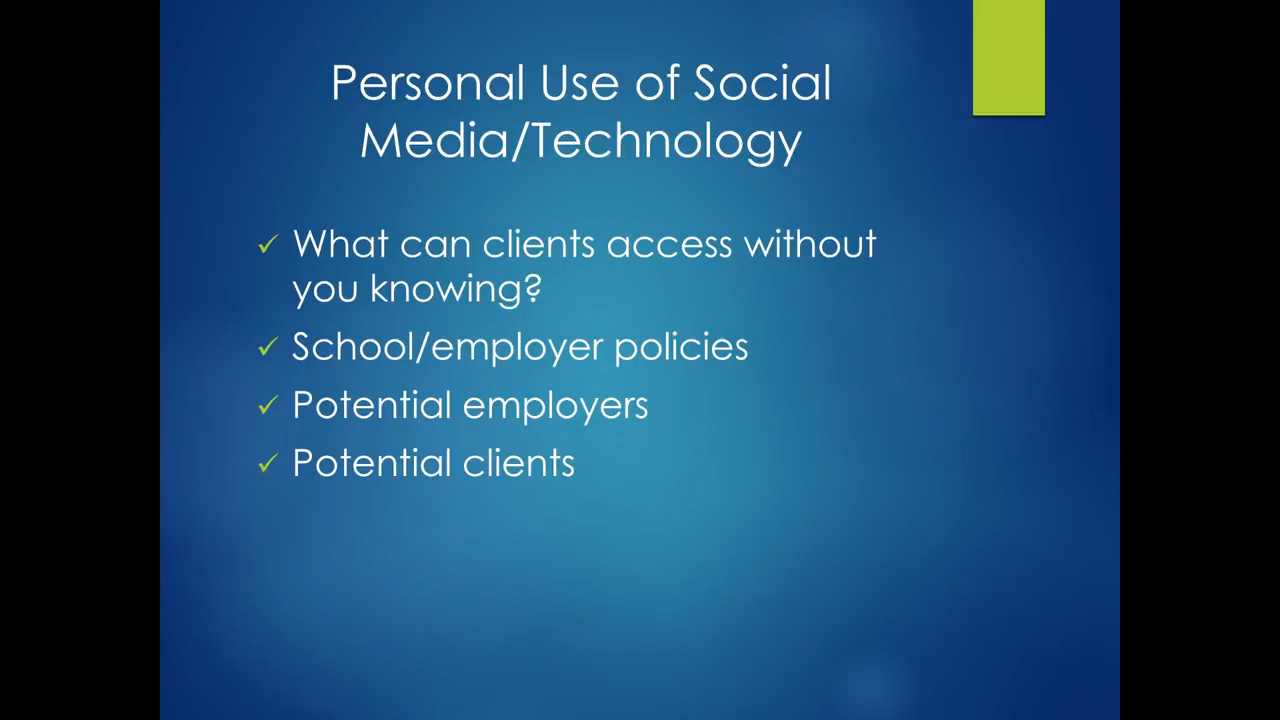 Personal Use of Social
Media/Technology
✓ What can clients access without
you knowing?
✓ School/employer policies
✓ Potential employers
✓ Potential clients